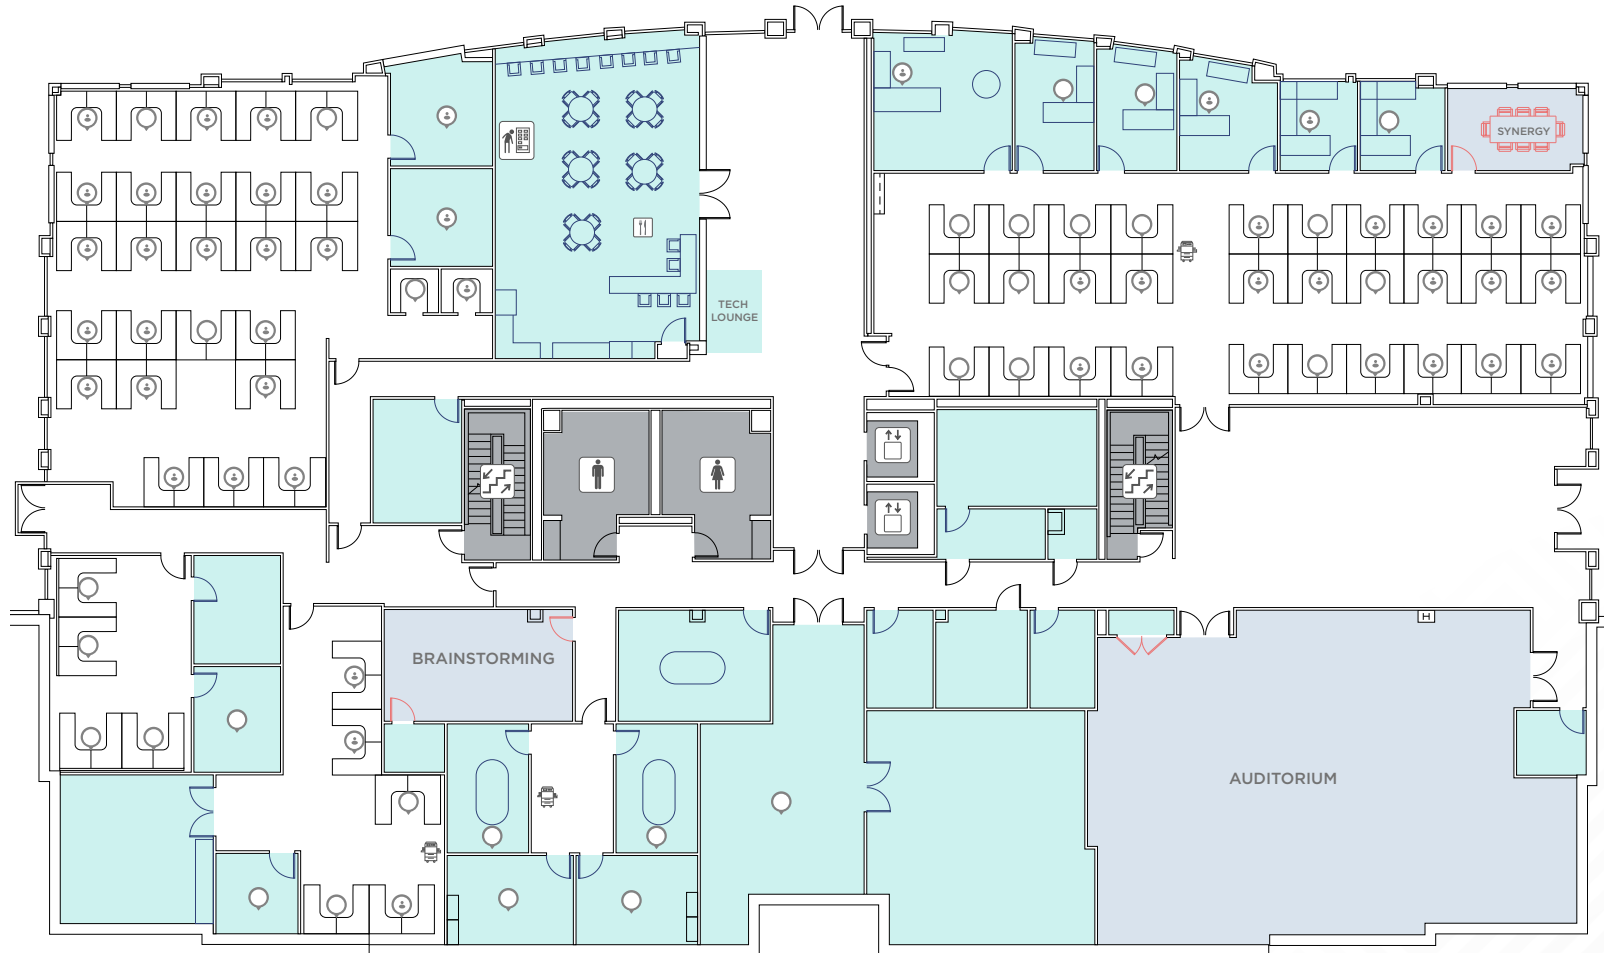 SYNERGY
TECH
LOUNGE
H
BRAINSTORMING
AUDITORIUM